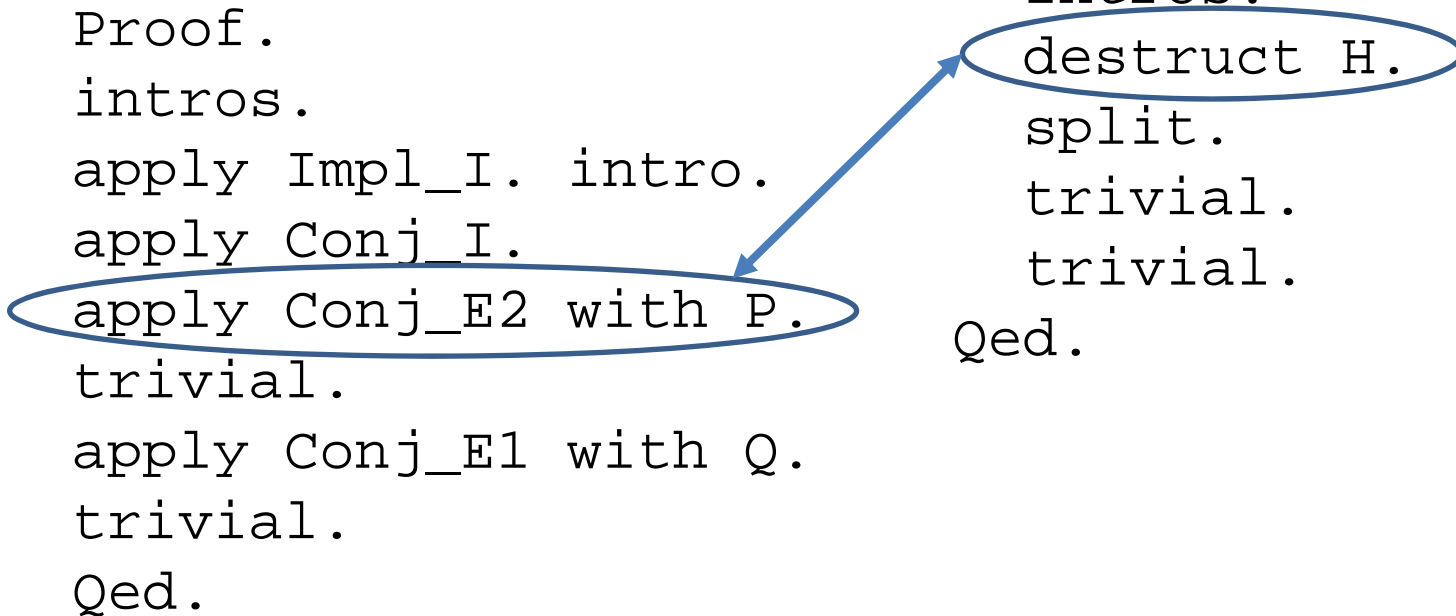 Proof.
intros.
apply Impl_I. intro.
apply Conj_I.
apply Conj_E2 with P.
trivial.
apply Conj_E1 with Q.
trivial.
Qed.
intros.
destruct H.
split.
trivial.
trivial.
Qed.